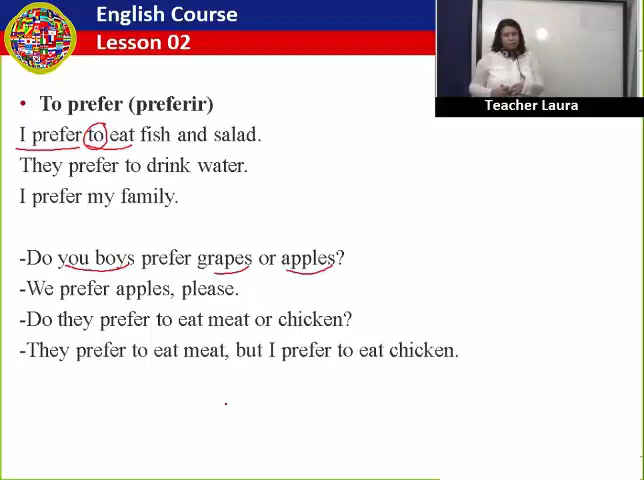 English Course
Lesson 02
Teacher Laura
• To prefer (preferir)
I prefer to eat fish and salad.
They prefer to drink water.
I prefer my family.
-Do you boys prefer grapes or apples?
-We prefer apples, please.
-Do they prefer to eat meat or chicken?
-They prefer to eat meat, but I prefer to eat chicken.